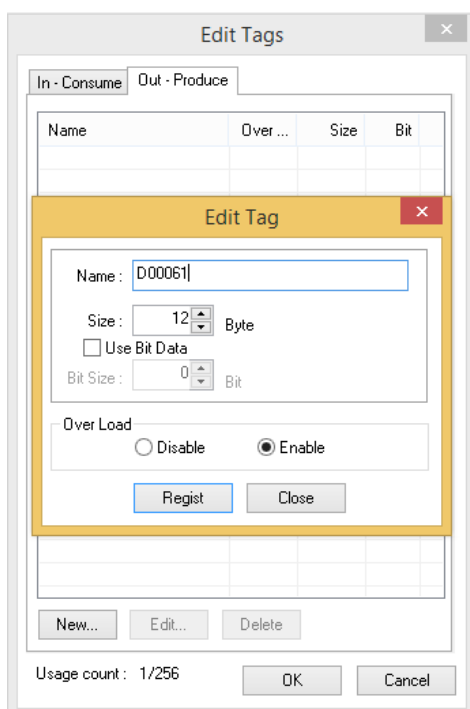 Edit Tags
In - Consume Out - Produce
Name Over ... Size Bit
Edit Tag
Name : D00061
Size : 12 Byte
Use Bit Data
Bit Size : 0 Bit
Over Load
Disable Enable
Regist Close
New... Edit... Delete
Usage count : 1/256 OK Cancel